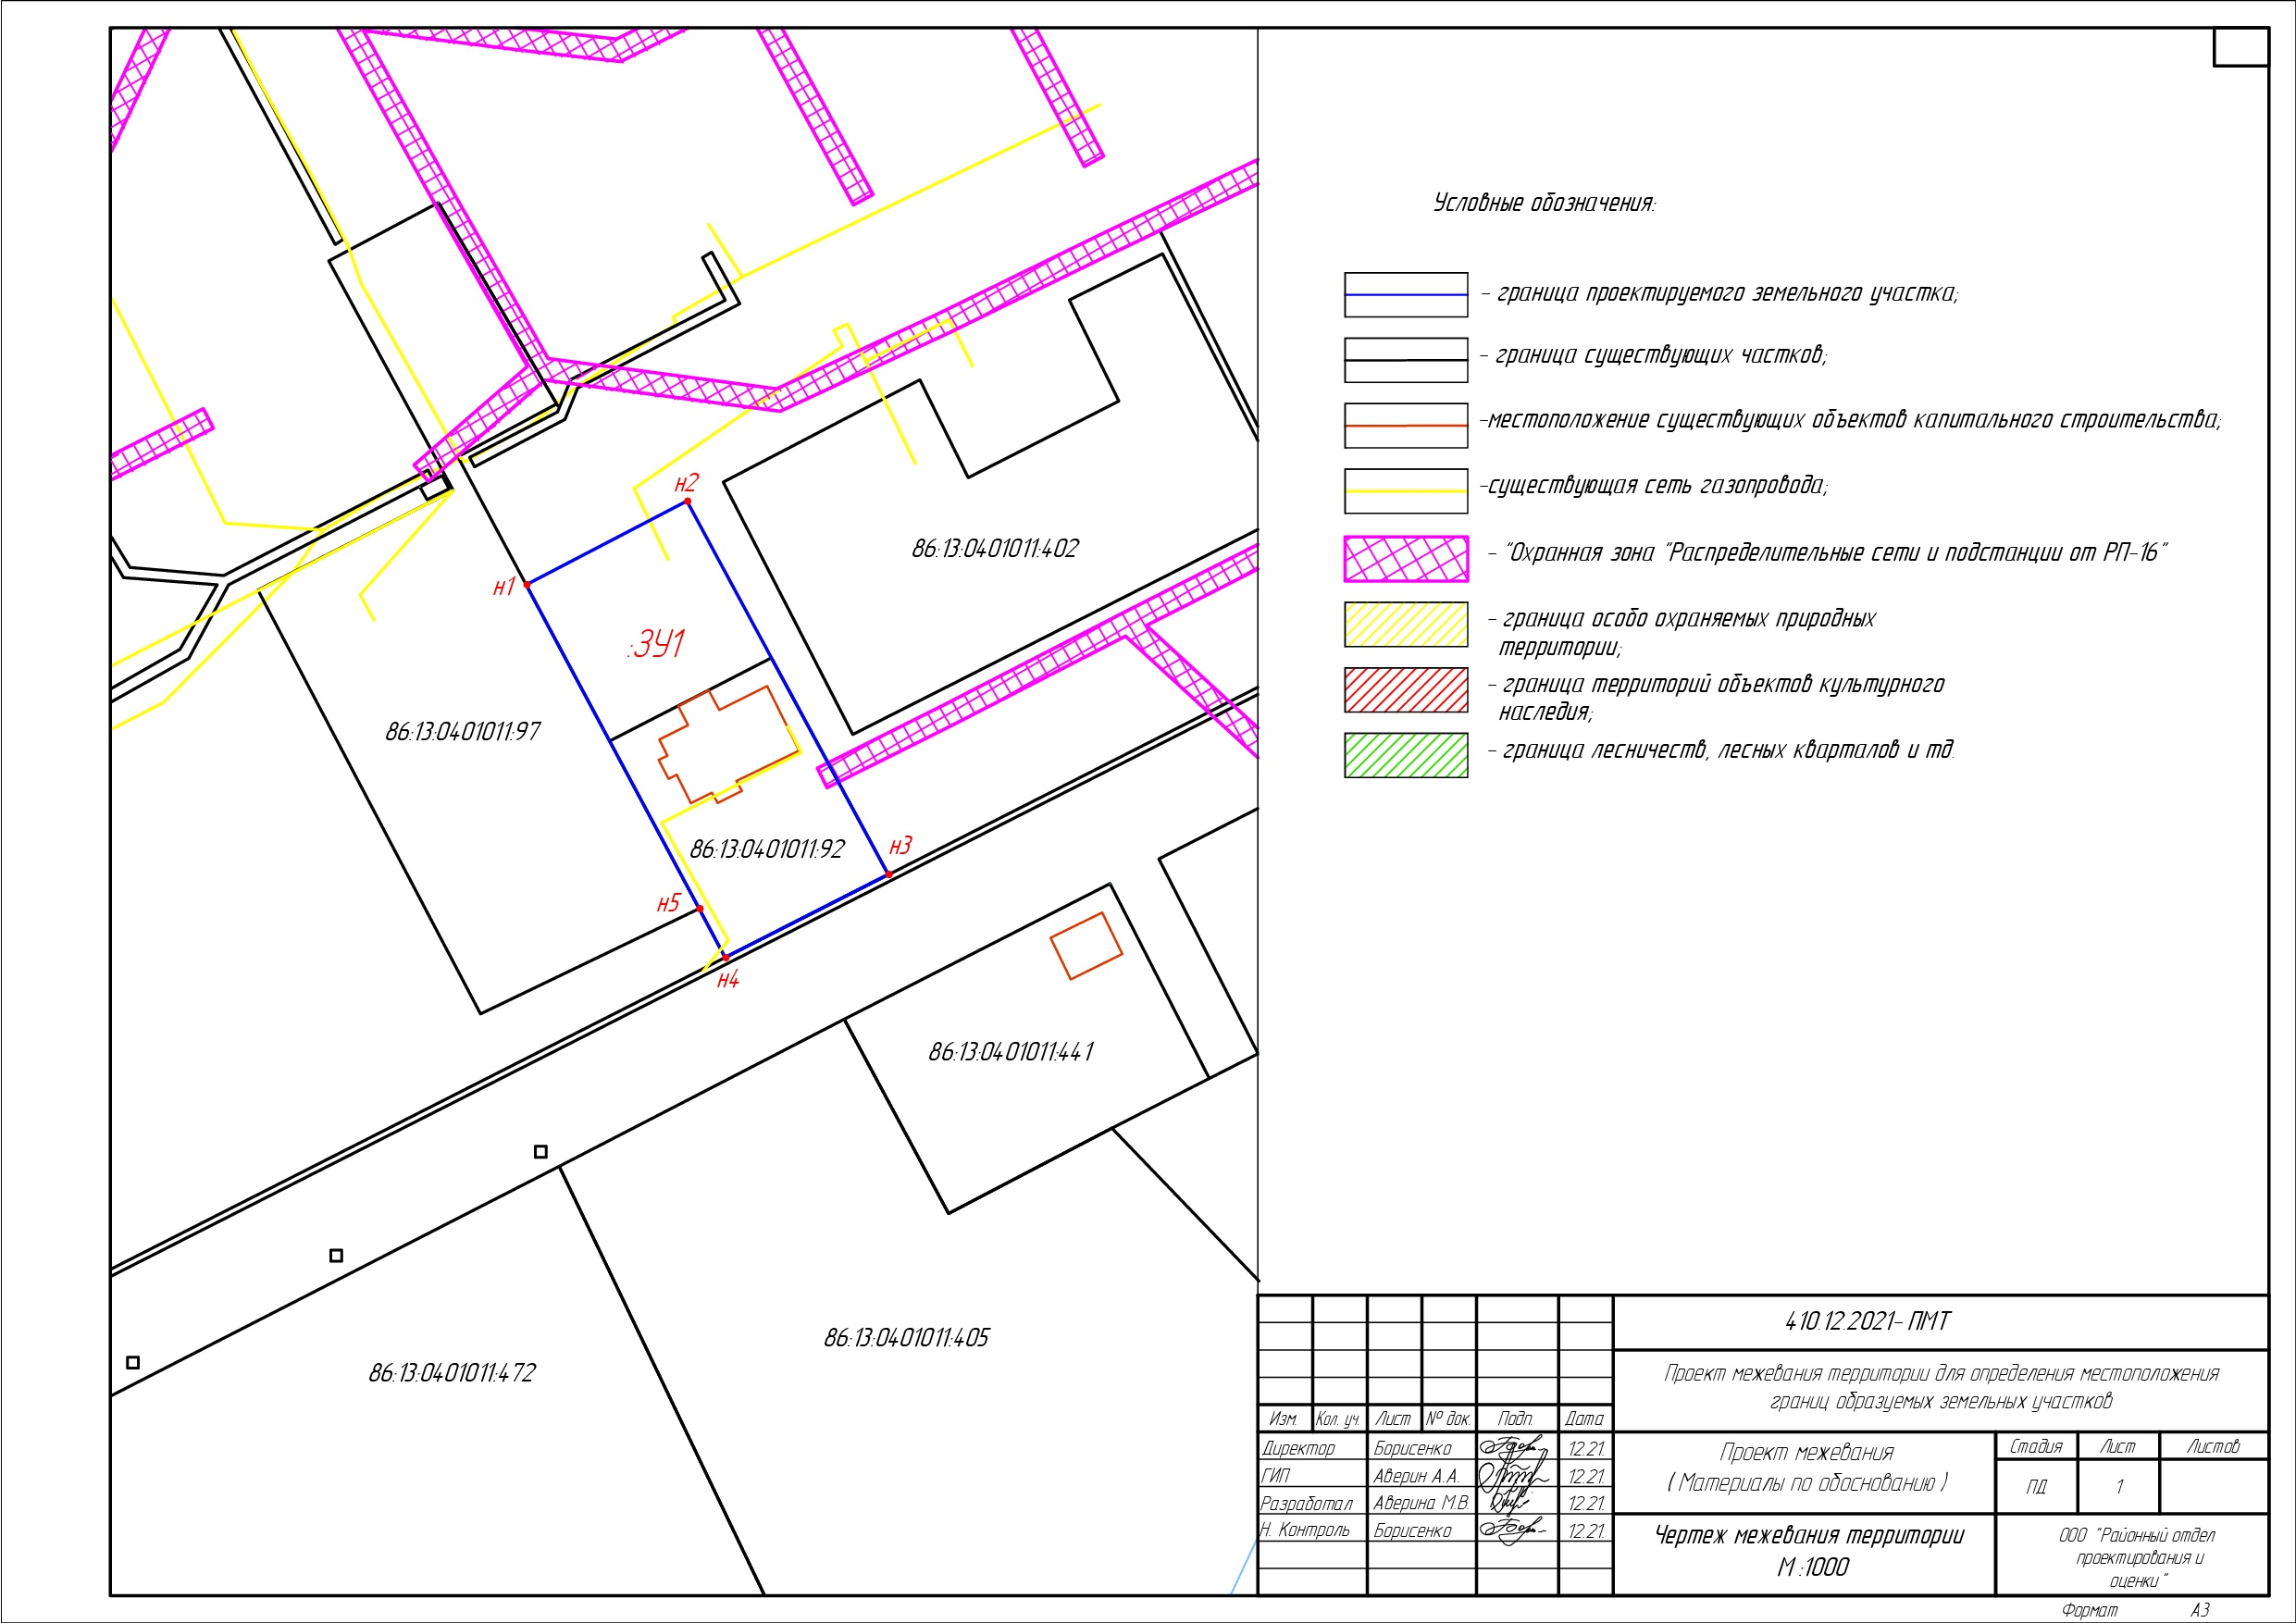 Условные обозначения:
- граница проектируемого земельного участка;
- граница существующих частков;
-местоположение существующих объектов капитального строительства;
-существующая сеть газопровода;
- "Охранная зона "Распределительные сети и подстанции от РП-16"
- граница особо охраняемых природных
территории;
- граница территорий объектов культурного
наследия;
- граница лесничеств, лесных кварталов и тд.
н2
86:13:0401011:402
н1
:ЗУ1
86:13:0401011:97
86:13:0401011:92
н3
н5
н4
86:13:0401011:441
86:13:0401011:405
86:13:0401011:472
410.12.2021- ПМТ
Проект межевания территории для определения местоположения
границ образуемых земельных участков
Изм. Кол. уч. Лист № док. Подп. Дата
Директор Борисенко 12.21.
ГИП Аверин А.А. 12.21.
Разработал Аверина М.В. 12.21.
Н. Контроль Борисенко 12.21.
Проект межевания
( Материалы по обоснованию )
Стадия Лист Листов
ПД 1
Чертеж межевания территории
М :1000
ООО "Районный отдел
проектирования и
оценки"
Формат А3